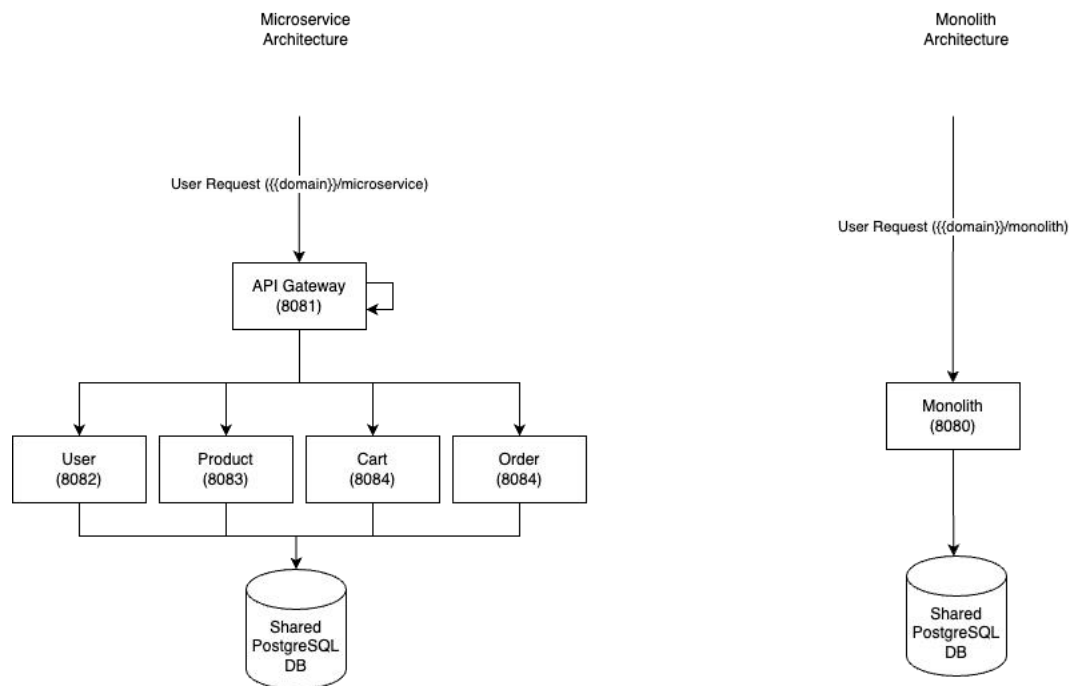 Microservice
Architecture
Monolith
Architecture
User Request ({{domain}}/microservice)
User Request ({{domain}}/monolith)
API Gateway
(8081)
Monolith
(8080)
User
(8082)
Product
(8083)
Cart
(8084)
Order
(8084)
Shared
PostgreSQL
DB
Shared
PostgreSQL
DB